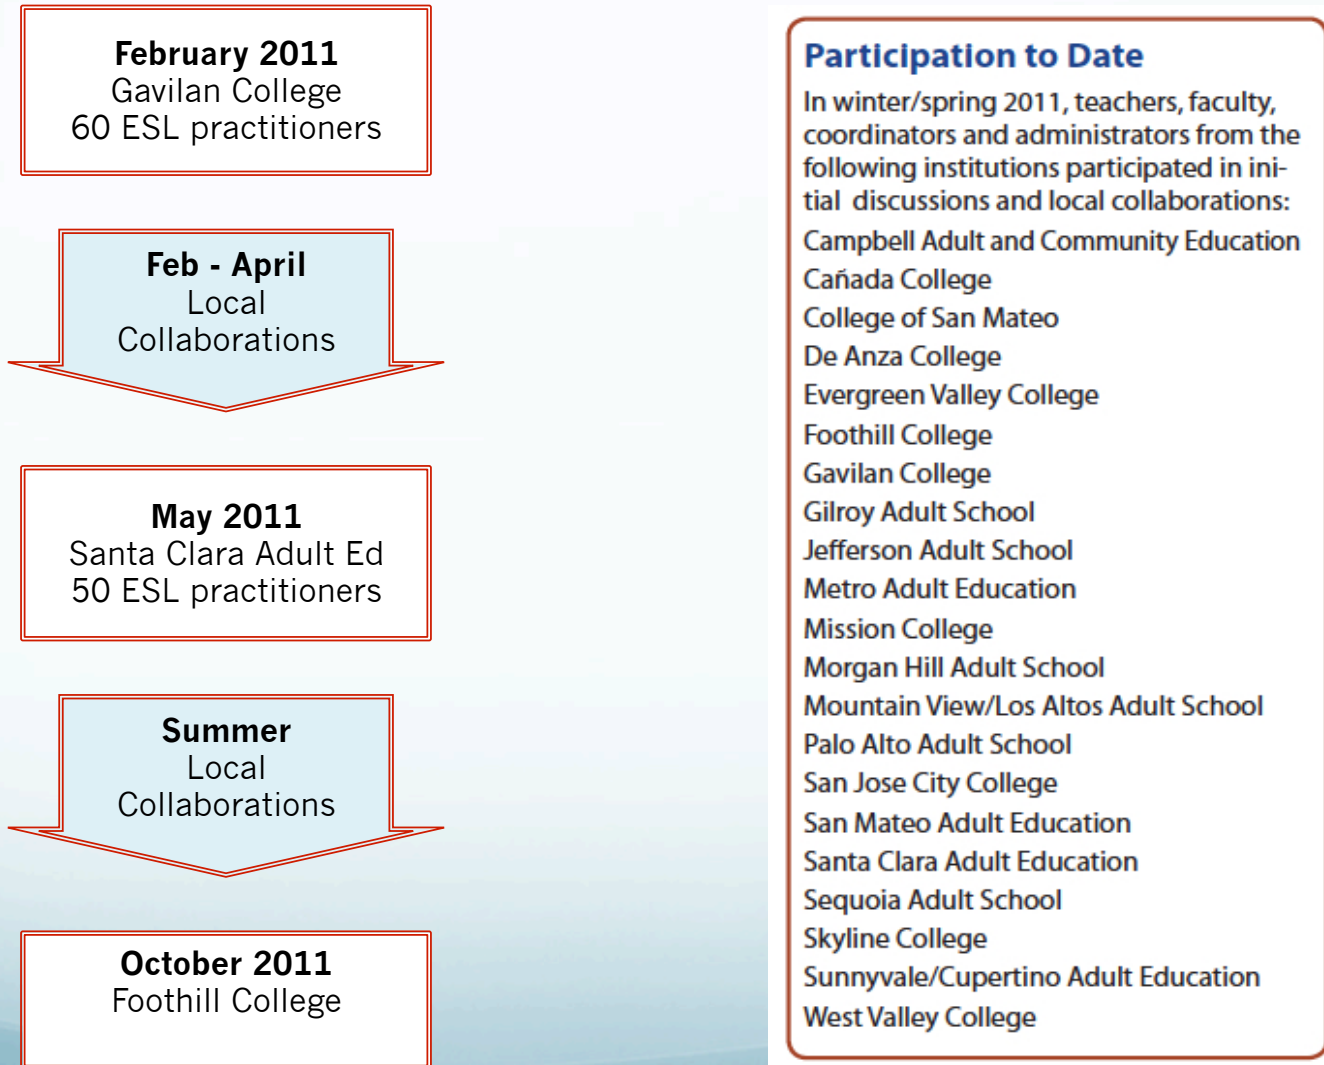 February 2011
Gavilan College
60 ESL practitioners
Feb - April
Local
Collaborations
May 2011
Santa Clara Adult Ed
50 ESL practitioners
Summer
Local
Collaborations
October 2011
Foothill College
Participation to Date
In winter/spring 2011, teachers, faculty,
coordinators and administrators from the
following institutions participated in ini-
tial discussions and local collaborations:
Campbell Adult and Community Education
Cañada College
College of San Mateo
De Anza College
Evergreen Valley College
Foothill College
Gavilan College
Gilroy Adult School
Jefferson Adult School
Metro Adult Education
Mission College
Morgan Hill Adult School
Mountain View/Los Altos Adult School
Palo Alto Adult School
San Jose City College
San Mateo Adult Education
Santa Clara Adult Education
Sequoia Adult School
Skyline College
Sunnyvale/Cupertino Adult Education
West Valley College